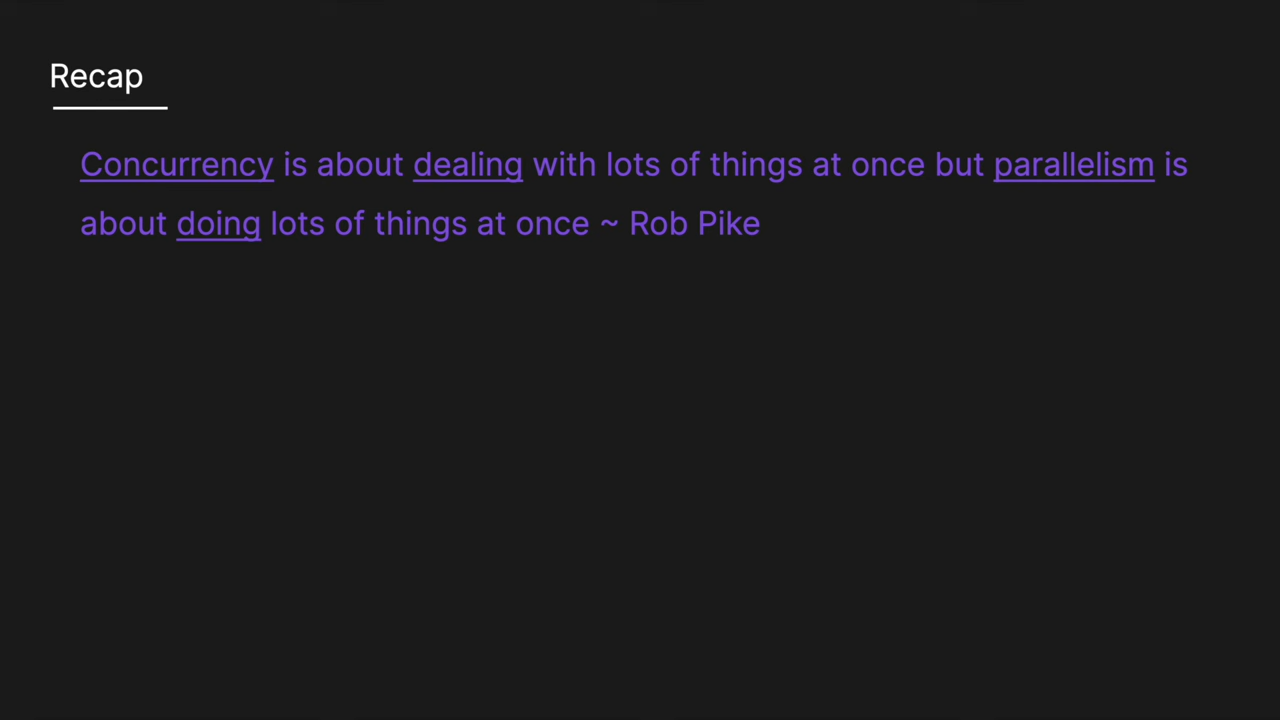 Recap
Concurrency is about dealing with lots of things at once but parallelism is
about doing lots of things at once ~ Rob Pike